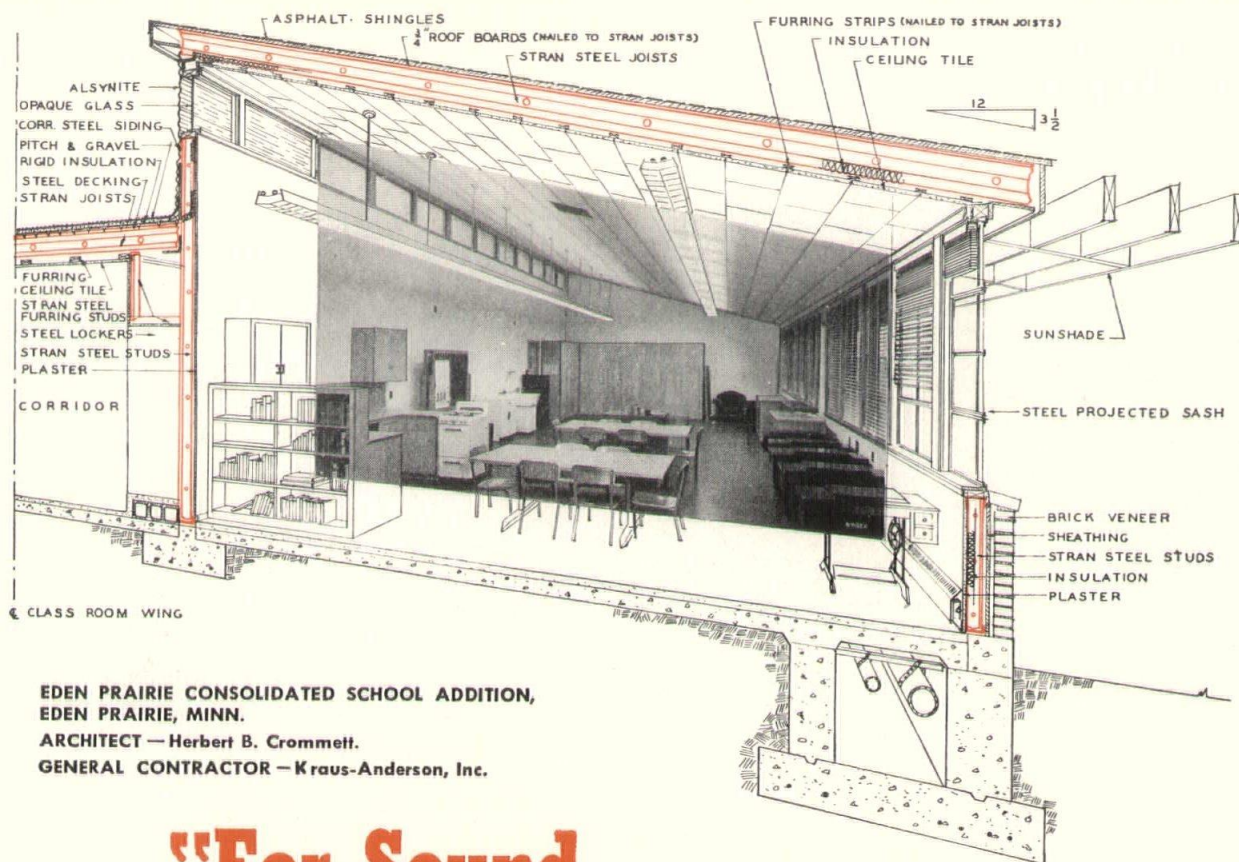 ASPHALT SHINGLES
3/4" ROOF BOARDS (NAILED TO STRAN JOISTS)
STRAN STEEL JOISTS
FURRING STRIPS (NAILED TO STRAN JOISTS)
INSULATION
CEILING TILE
12
3 1/2
ALSYNITE
OPAQUE GLASS
CORR. STEEL SIDING
PITCH & GRAVEL
RIGID INSULATION
STEEL DECKING
STRAN JOISTS
FURRING
CEILING TILE
STRAN STEEL
FURRING STUDS
STEEL LOCKERS
STRAN STEEL STUDS
PLASTER
CORRIDOR
SUNSHADE
STEEL PROJECTED SASH
BRICK VENEER
SHEATHING
STRAN STEEL STUDS
INSULATION
PLASTER
℄ CLASS ROOM WING
EDEN PRAIRIE CONSOLIDATED SCHOOL ADDITION,
EDEN PRAIRIE, MINN.
ARCHITECT — Herbert B. Crommett.
GENERAL CONTRACTOR — Kraus-Anderson, Inc.
"For Sound